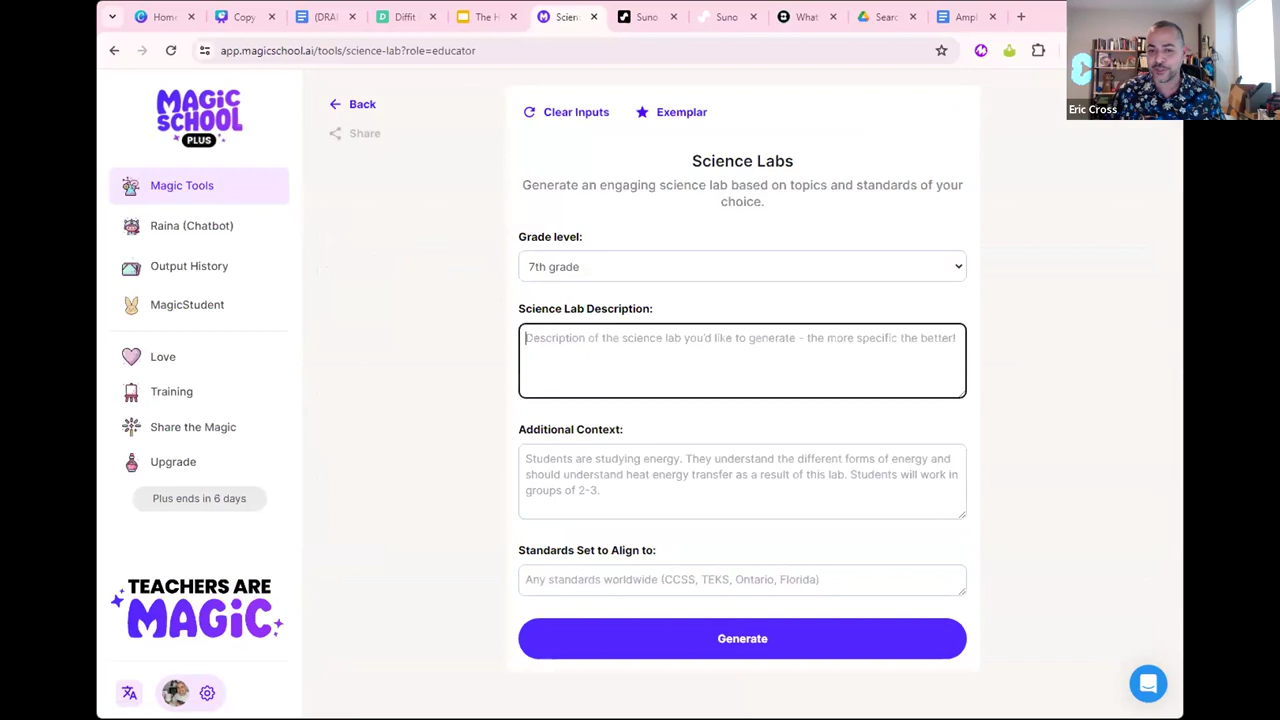 Home
Copy
(DRA
Diffit
The H
Scienc
Suno
Suno
What
Searc
Ampl
app.magicschool.ai/tools/science-lab?role=educator
Eric Cross
MAGIC
SCHOOL
PLUS
Magic Tools
Raina (Chatbot)
Output History
MagicStudent
Love
Training
Share the Magic
Upgrade
Plus ends in 6 days
TEACHERS ARE
MAGIC
Back
Share
Clear Inputs
Exemplar
Science Labs
Generate an engaging science lab based on topics and standards of your
choice.
Grade level:
7th grade
Science Lab Description:
Description of the science lab you'd like to generate - the more specific the better!
Additional Context:
Students are studying energy. They understand the different forms of energy and
should understand heat energy transfer as a result of this lab. Students will work in
groups of 2-3.
Standards Set to Align to:
Any standards worldwide (CCSS, TEKS, Ontario, Florida)
Generate